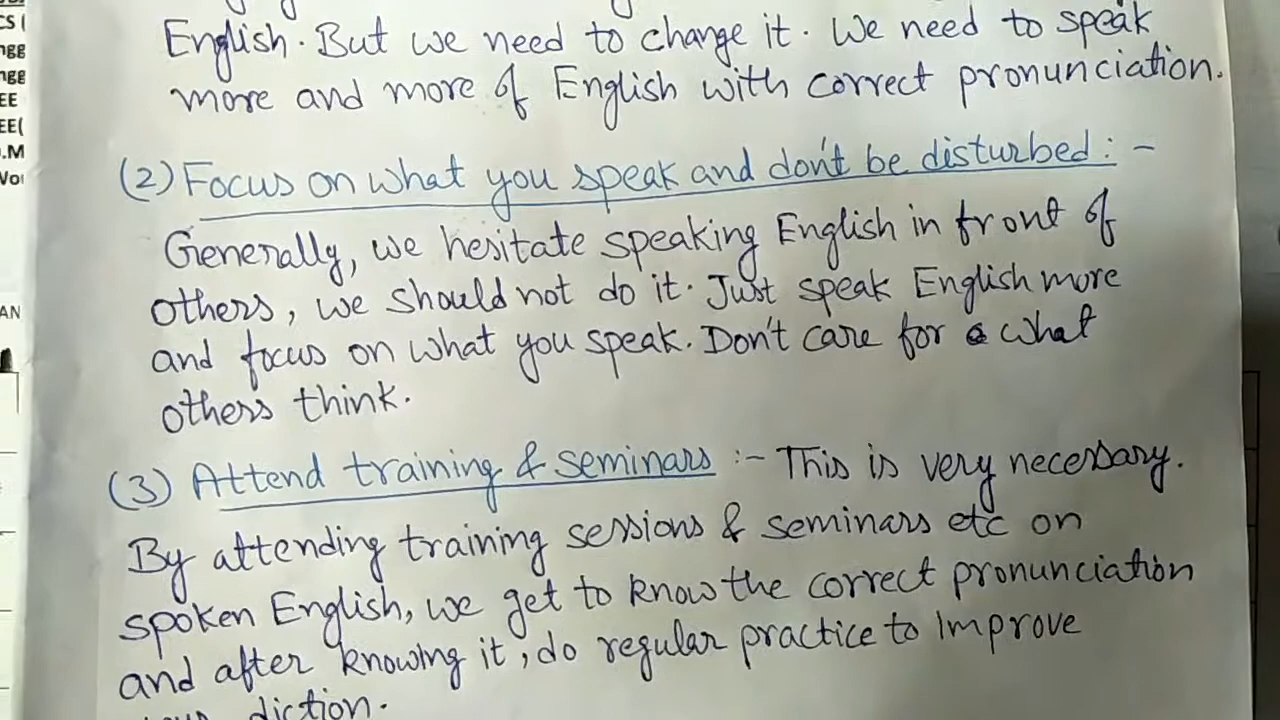 English. But we need to change it. We need to speak
more and more of English with correct pronunciation.
(2) Focus on what you speak and don't be disturbed : -
Generally, we hesitate speaking English in front of
others, we should not do it. Just speak English more
and focus on what you speak. Don't care for what
others think.
(3) Attend training & seminars :- This is very necessary.
By attending training sessions & seminars etc on
spoken English, we get to know the correct pronunciation
and after knowing it, do regular practice to improve
diction.
EE
AN